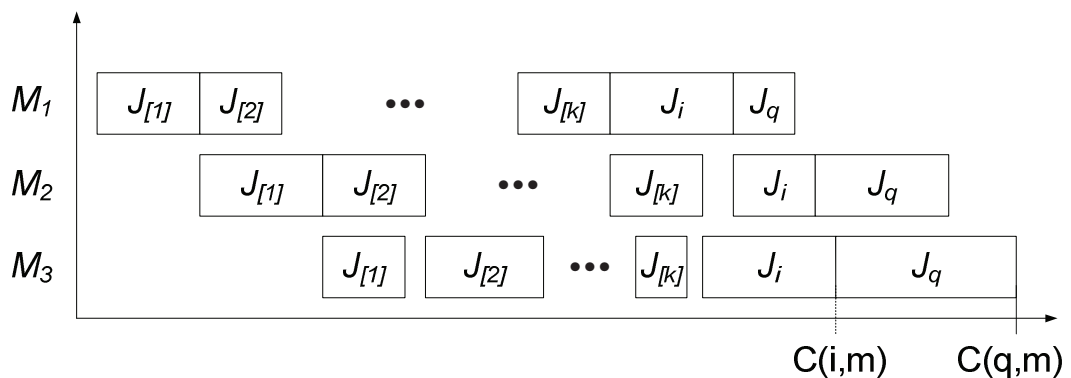 M1 J[1] J[2] ••• J[k] Ji Jq
M2 J[1] J[2] ••• J[k] Ji Jq
M3 J[1] J[2] ••• J[k] Ji Jq
C(i,m) C(q,m)